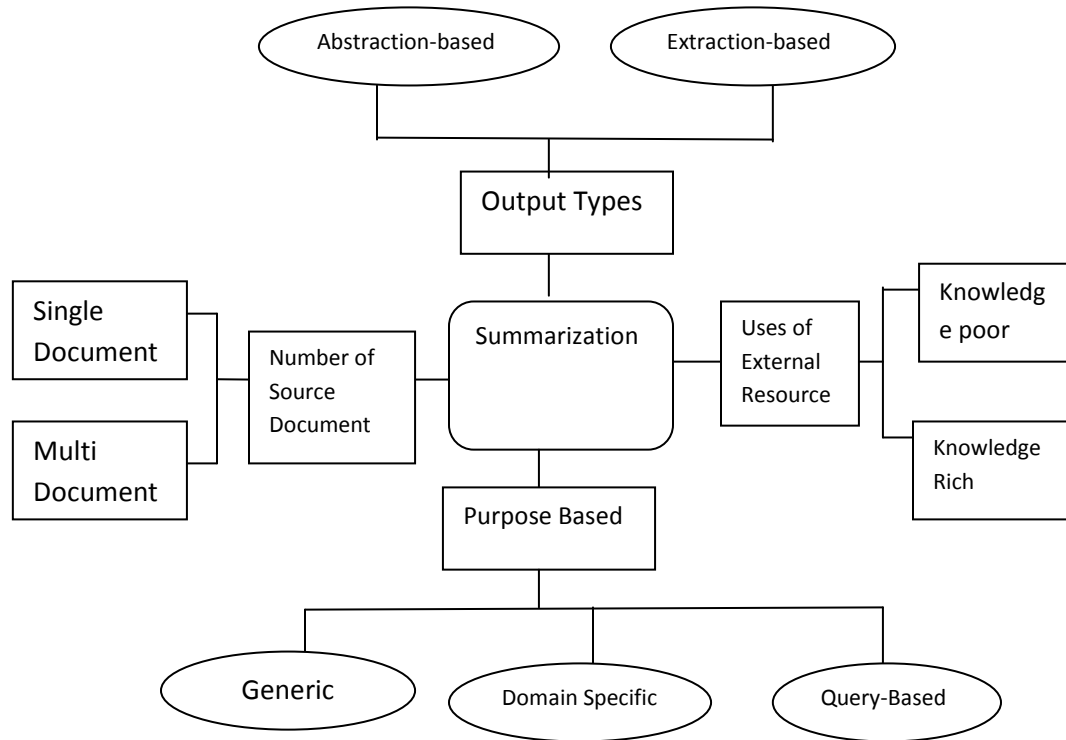 Abstraction-based
Extraction-based
Output Types
Single
Document
Number of
Source
Document
Summarization
Uses of
External
Resource
Knowledg
e poor
Multi
Document
Knowledge
Rich
Purpose Based
Generic
Domain Specific
Query-Based